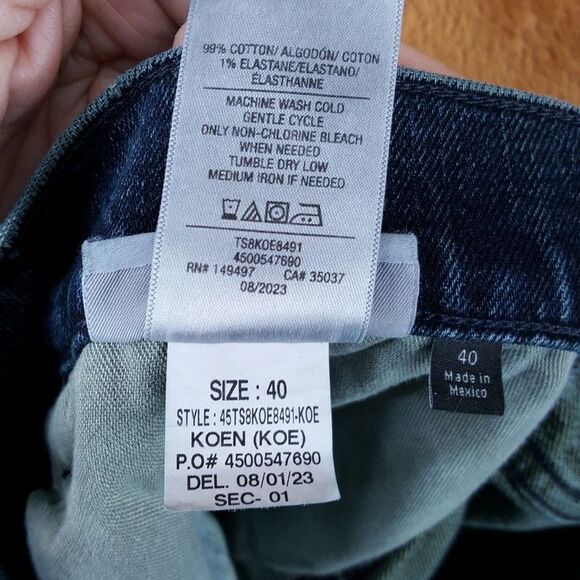 99% COTTON/ ALGODÓN/ COTON
1% ELASTANE/ELASTANO/
ÉLASTHANNE
MACHINE WASH COLD
GENTLE CYCLE
ONLY NON-CHLORINE BLEACH
WHEN NEEDED
TUMBLE DRY LOW
MEDIUM IRON IF NEEDED
TS8KOE8491
4500547690
RN# 149497 CA# 35037
08/2023
SIZE : 40
STYLE : 45TS8KOE8491-KOE
KOEN (KOE)
P.O# 4500547690
DEL. 08/01/23
SEC- 01
40
Made in
Mexico